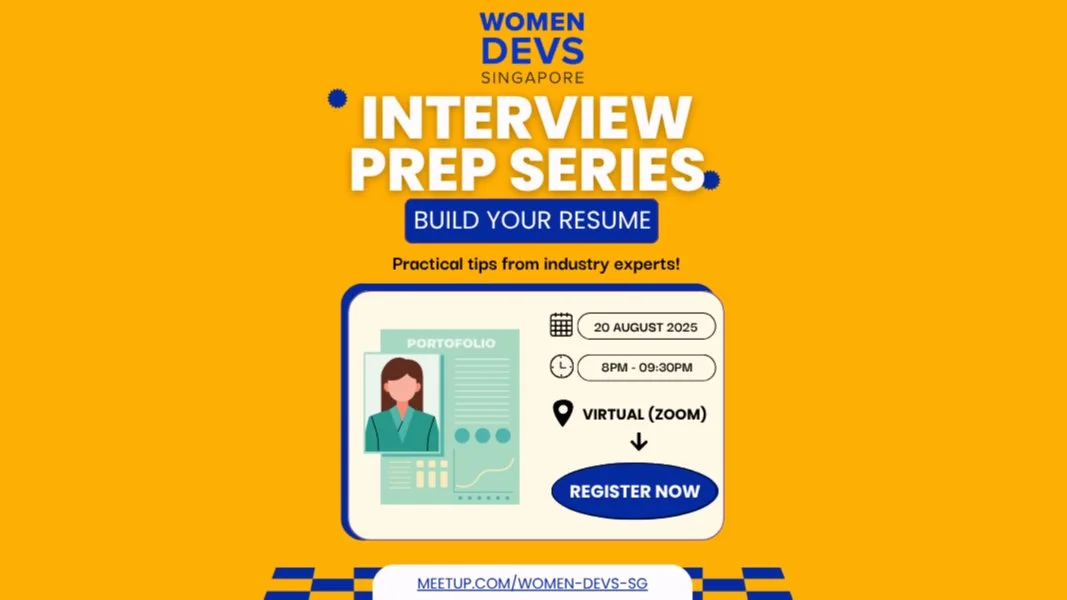 WOMEN
DEVS
SINGAPORE
INTERVIEW
PREP SERIES
BUILD YOUR RESUME
Practical tips from industry experts!
PORTOFOLIO
20 AUGUST 2025
8PM - 09:30PM
VIRTUAL (ZOOM)
REGISTER NOW
MEETUP.COM/WOMEN-DEVS-SG